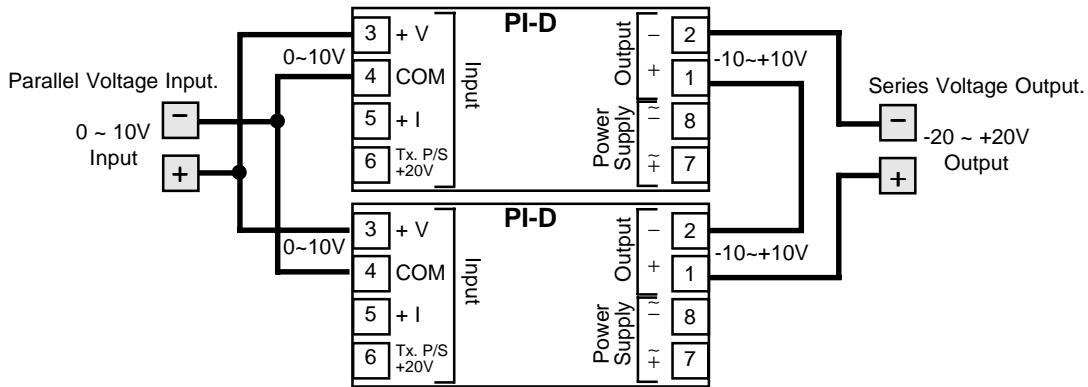 PI-D
3 + V
4 COM
5 + I
6 Tx. P/S
+20V
Input
Output
− 2
+ 1
Power
Supply
≃ 8
∼
+ 7
0~10V
-10~+10V
Parallel Voltage Input.
−
0 ~ 10V
Input
+
Series Voltage Output.
−
-20 ~ +20V
Output
+
PI-D
3 + V
4 COM
5 + I
6 Tx. P/S
+20V
Input
Output
− 2
+ 1
Power
Supply
≃ 8
∼
+ 7
0~10V
-10~+10V